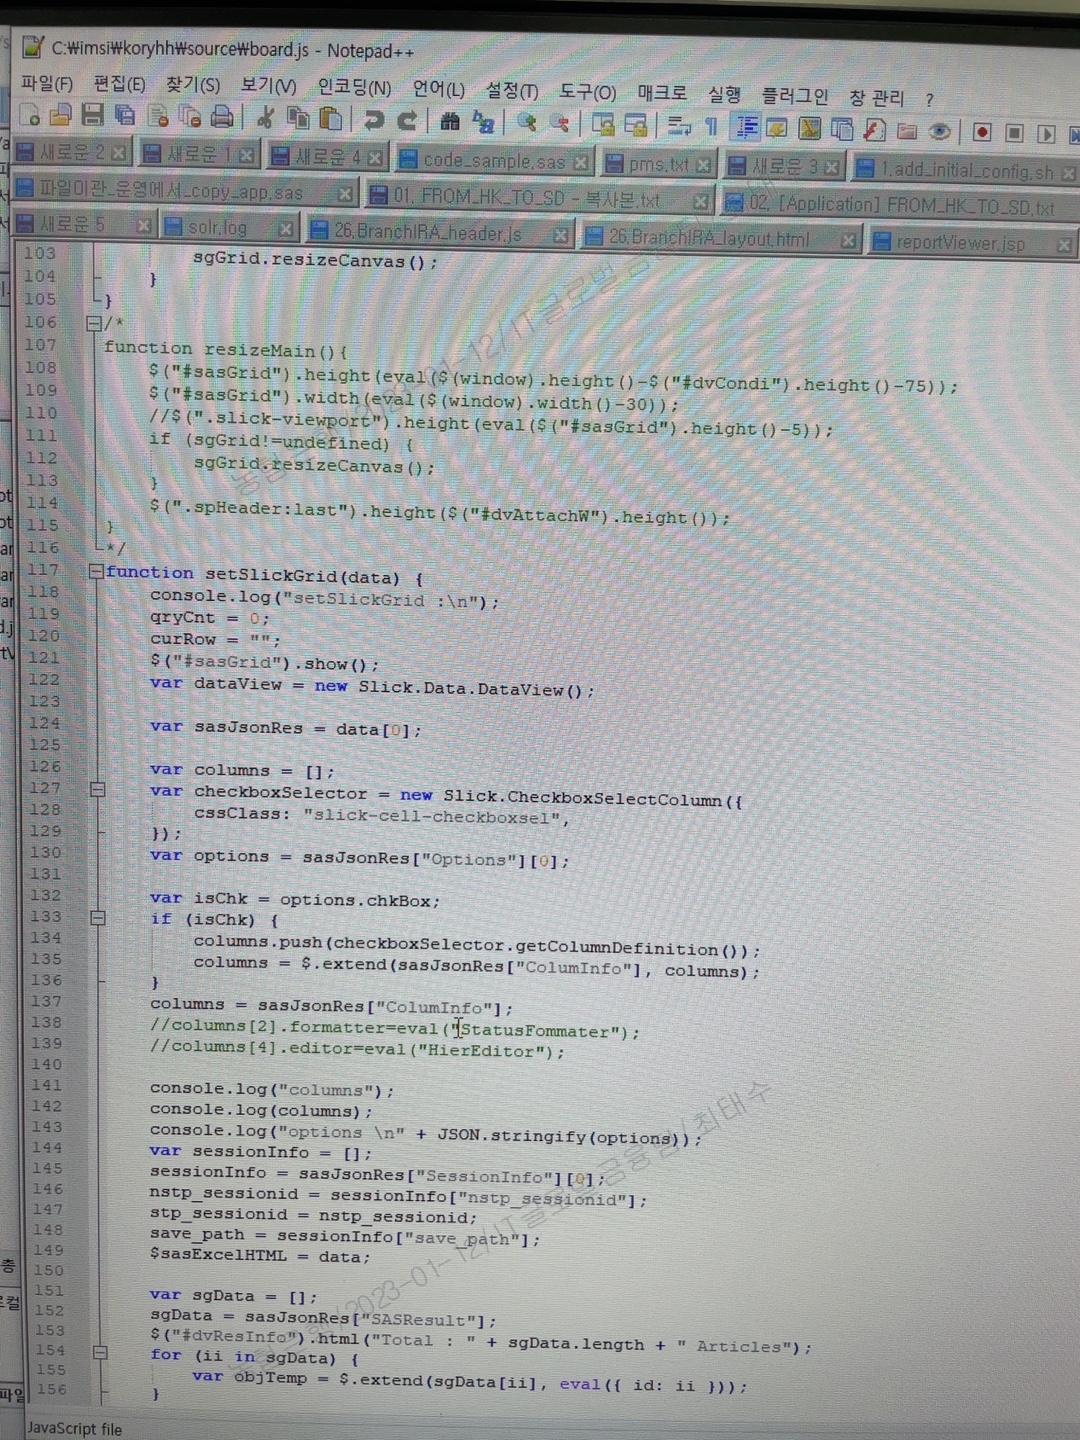 C:₩imsi₩koryhh₩source₩board.js - Notepad++
파일(F) 편집(E) 찾기(S) 보기(V) 인코딩(N) 언어(L) 설정(T) 도구(O) 매크로 실행 플러그인 창 관리 ?
새로운 2 새로운 1 새로운 4 code_sample.sas pms.txt 새로운 3 1.add_initial_config.sh
파일이관_운영에서_copy_app.sas 01. FROM_HK_TO_SD - 복사본.txt 02. [Application] FROM_HK_TO_SD.txt
새로운 5 solr.log 26.BranchIRA_header.js 26.BranchIRA_layout.html reportViewer.jsp
103 sgGrid.resizeCanvas();
104 }
105 }
106 /*
107 function resizeMain(){
108 $("#sasGrid").height(eval($(window).height()-$("#dvCondi").height()-75));
109 $("#sasGrid").width(eval($(window).width()-30));
110 //$(".slick-viewport").height(eval($("#sasGrid").height()-5));
111 if (sgGrid!=undefined) {
112 sgGrid.resizeCanvas();
113 }
114 $(".spHeader:last").height($("#dvAttachW").height());
115 }
116 */
117 function setSlickGrid(data) {
118 console.log("setSlickGrid :\n");
119 qryCnt = 0;
120 curRow = "";
121 $("#sasGrid").show();
122 var dataView = new Slick.Data.DataView();
123
124 var sasJsonRes = data[0];
125
126 var columns = [];
127 var checkboxSelector = new Slick.CheckboxSelectColumn({
128 cssClass: "slick-cell-checkboxsel",
129 });
130 var options = sasJsonRes["Options"][0];
131
132 var isChk = options.chkBox;
133 if (isChk) {
134 columns.push(checkboxSelector.getColumnDefinition());
135 columns = $.extend(sasJsonRes["ColumInfo"], columns);
136 }
137 columns = sasJsonRes["ColumInfo"];
138 //columns[2].formatter=eval("StatusFommater");
139 //columns[4].editor=eval("HierEditor");
140
141 console.log("columns");
142 console.log(columns);
143 console.log("options \n" + JSON.stringify(options));
144 var sessionInfo = [];
145 sessionInfo = sasJsonRes["SessionInfo"][0];
146 nstp_sessionid = sessionInfo["nstp_sessionid"];
147 stp_sessionid = nstp_sessionid;
148 save_path = sessionInfo["save_path"];
149 $sasExcelHTML = data;
150
151 var sgData = [];
152 sgData = sasJsonRes["SASResult"];
153 $("#dvResInfo").html("Total : " + sgData.length + " Articles");
154 for (ii in sgData) {
155 var objTemp = $.extend(sgData[ii], eval({ id: ii }));
156 }
JavaScript file
2023-01-12/IT글로벌 금융팀/최태수